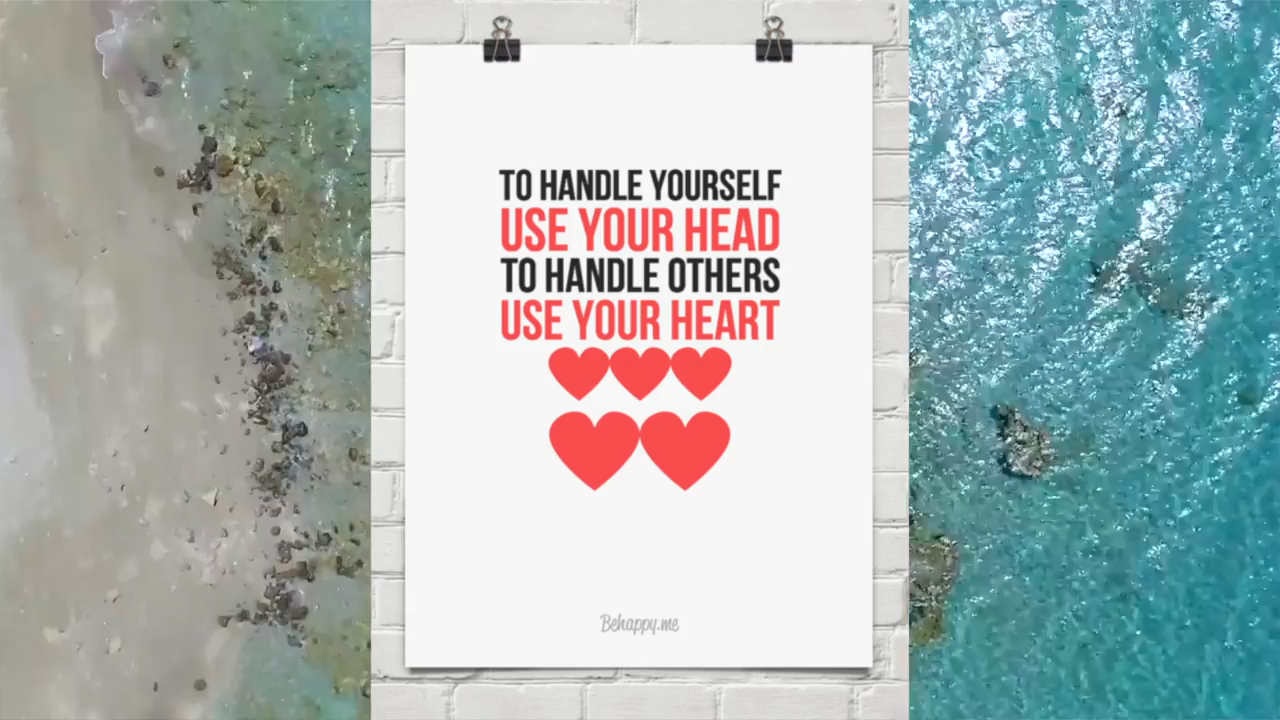 TO HANDLE YOURSELF
USE YOUR HEAD
TO HANDLE OTHERS
USE YOUR HEART
Behappy.me